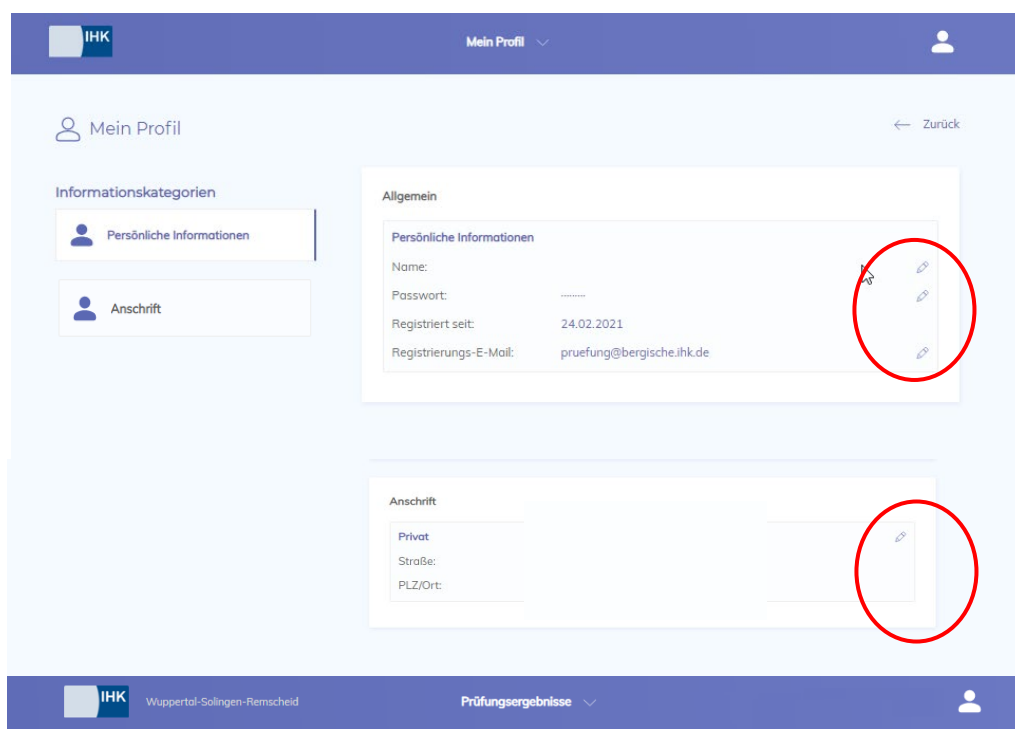 IHK
Mein Profil
Mein Profil
Zurück
Informationskategorien
Persönliche Informationen
Anschrift
Allgemein
Persönliche Informationen
Name:
Passwort: ·········
Registriert seit: 24.02.2021
Registrierungs-E-Mail: pruefung@bergische.ihk.de
Anschrift
Privat
Straße:
PLZ/Ort:
IHK Wuppertal-Solingen-Remscheid
Prüfungsergebnisse